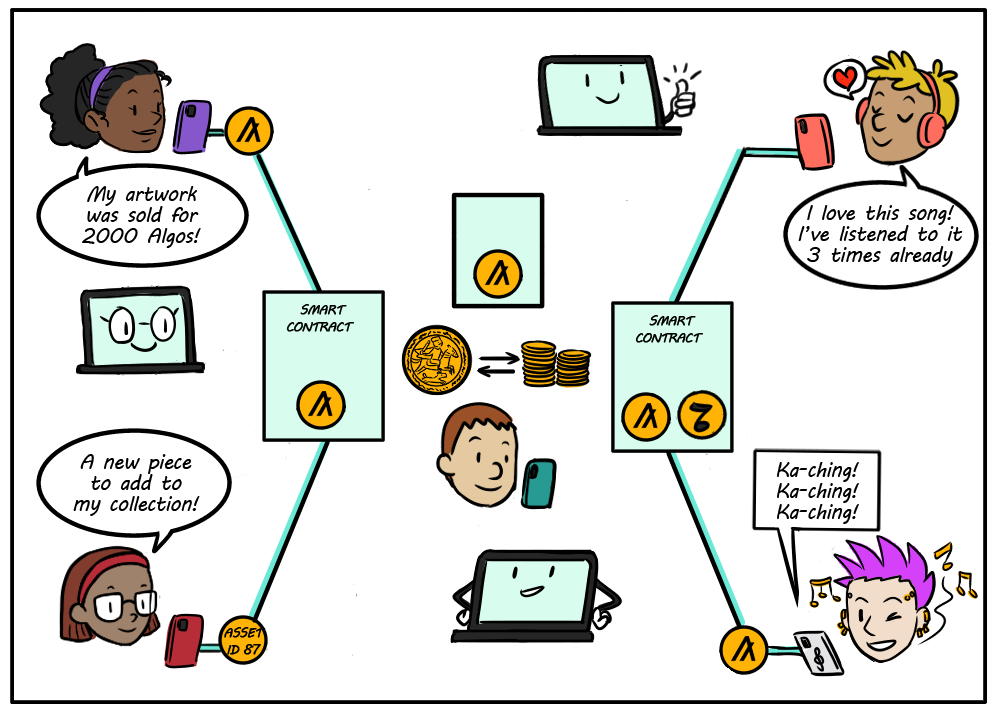 My artwork
was sold for
2000 Algos!
I love this song!
I've listened to it
3 times already
SMART
CONTRACT
SMART
CONTRACT
A new piece
to add to
my collection!
Ka-ching!
Ka-ching!
Ka-ching!
ASSET
ID 87